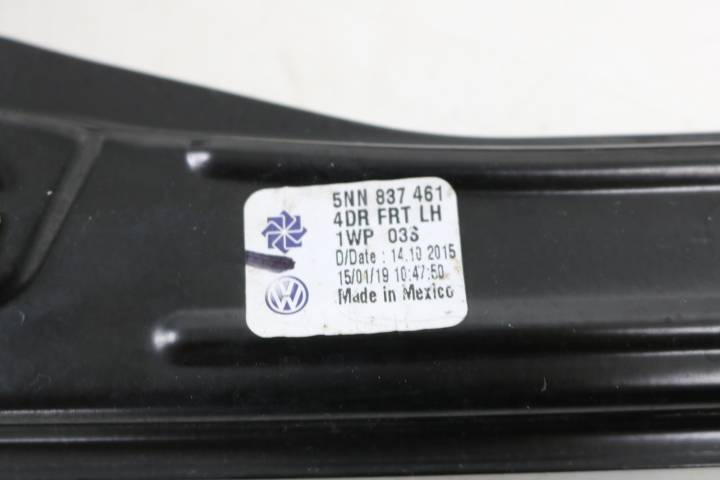 5NN 837 461
4DR FRT LH
1WP 03S
D/Date : 14.10 2015
15/01/19 10:47:50
Made in Mexico